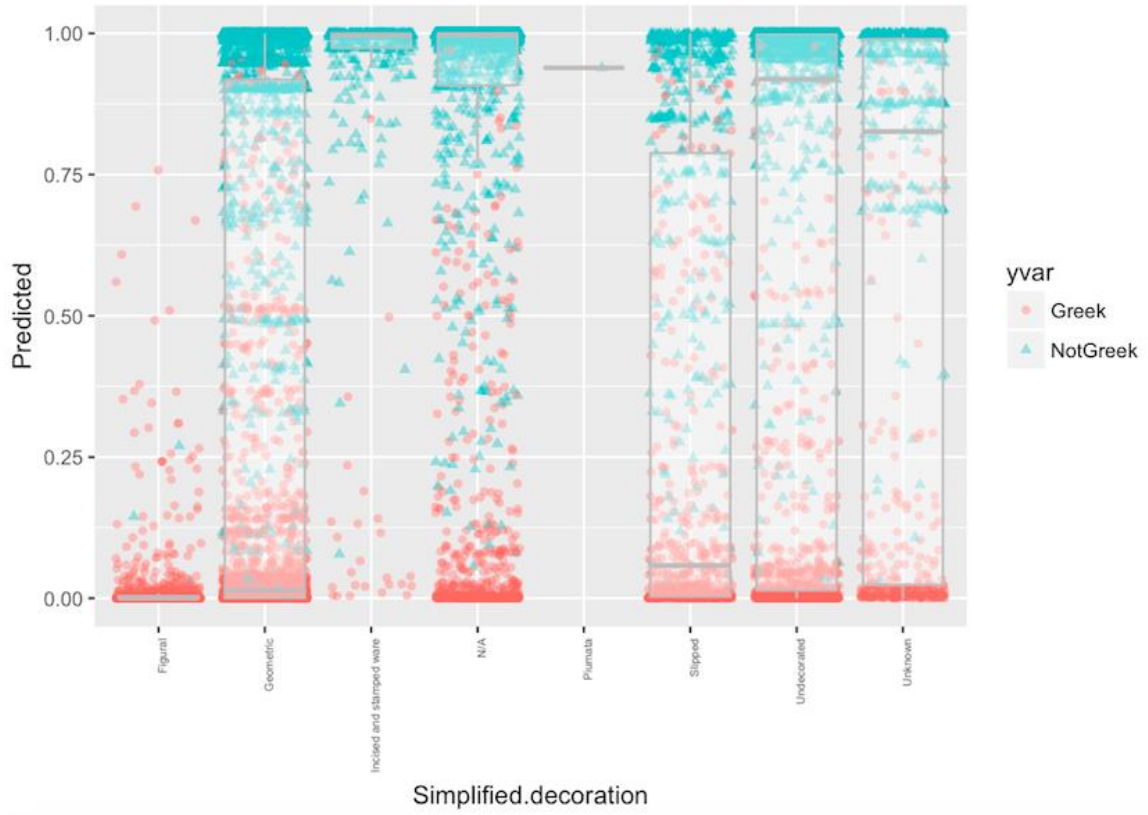 1.00
0.75
0.50
0.25
0.00
Predicted
Figural
Geometric
Incised and stamped ware
N/A
Piumata
Slipped
Undecorated
Unknown
Simplified.decoration
yvar
Greek
NotGreek